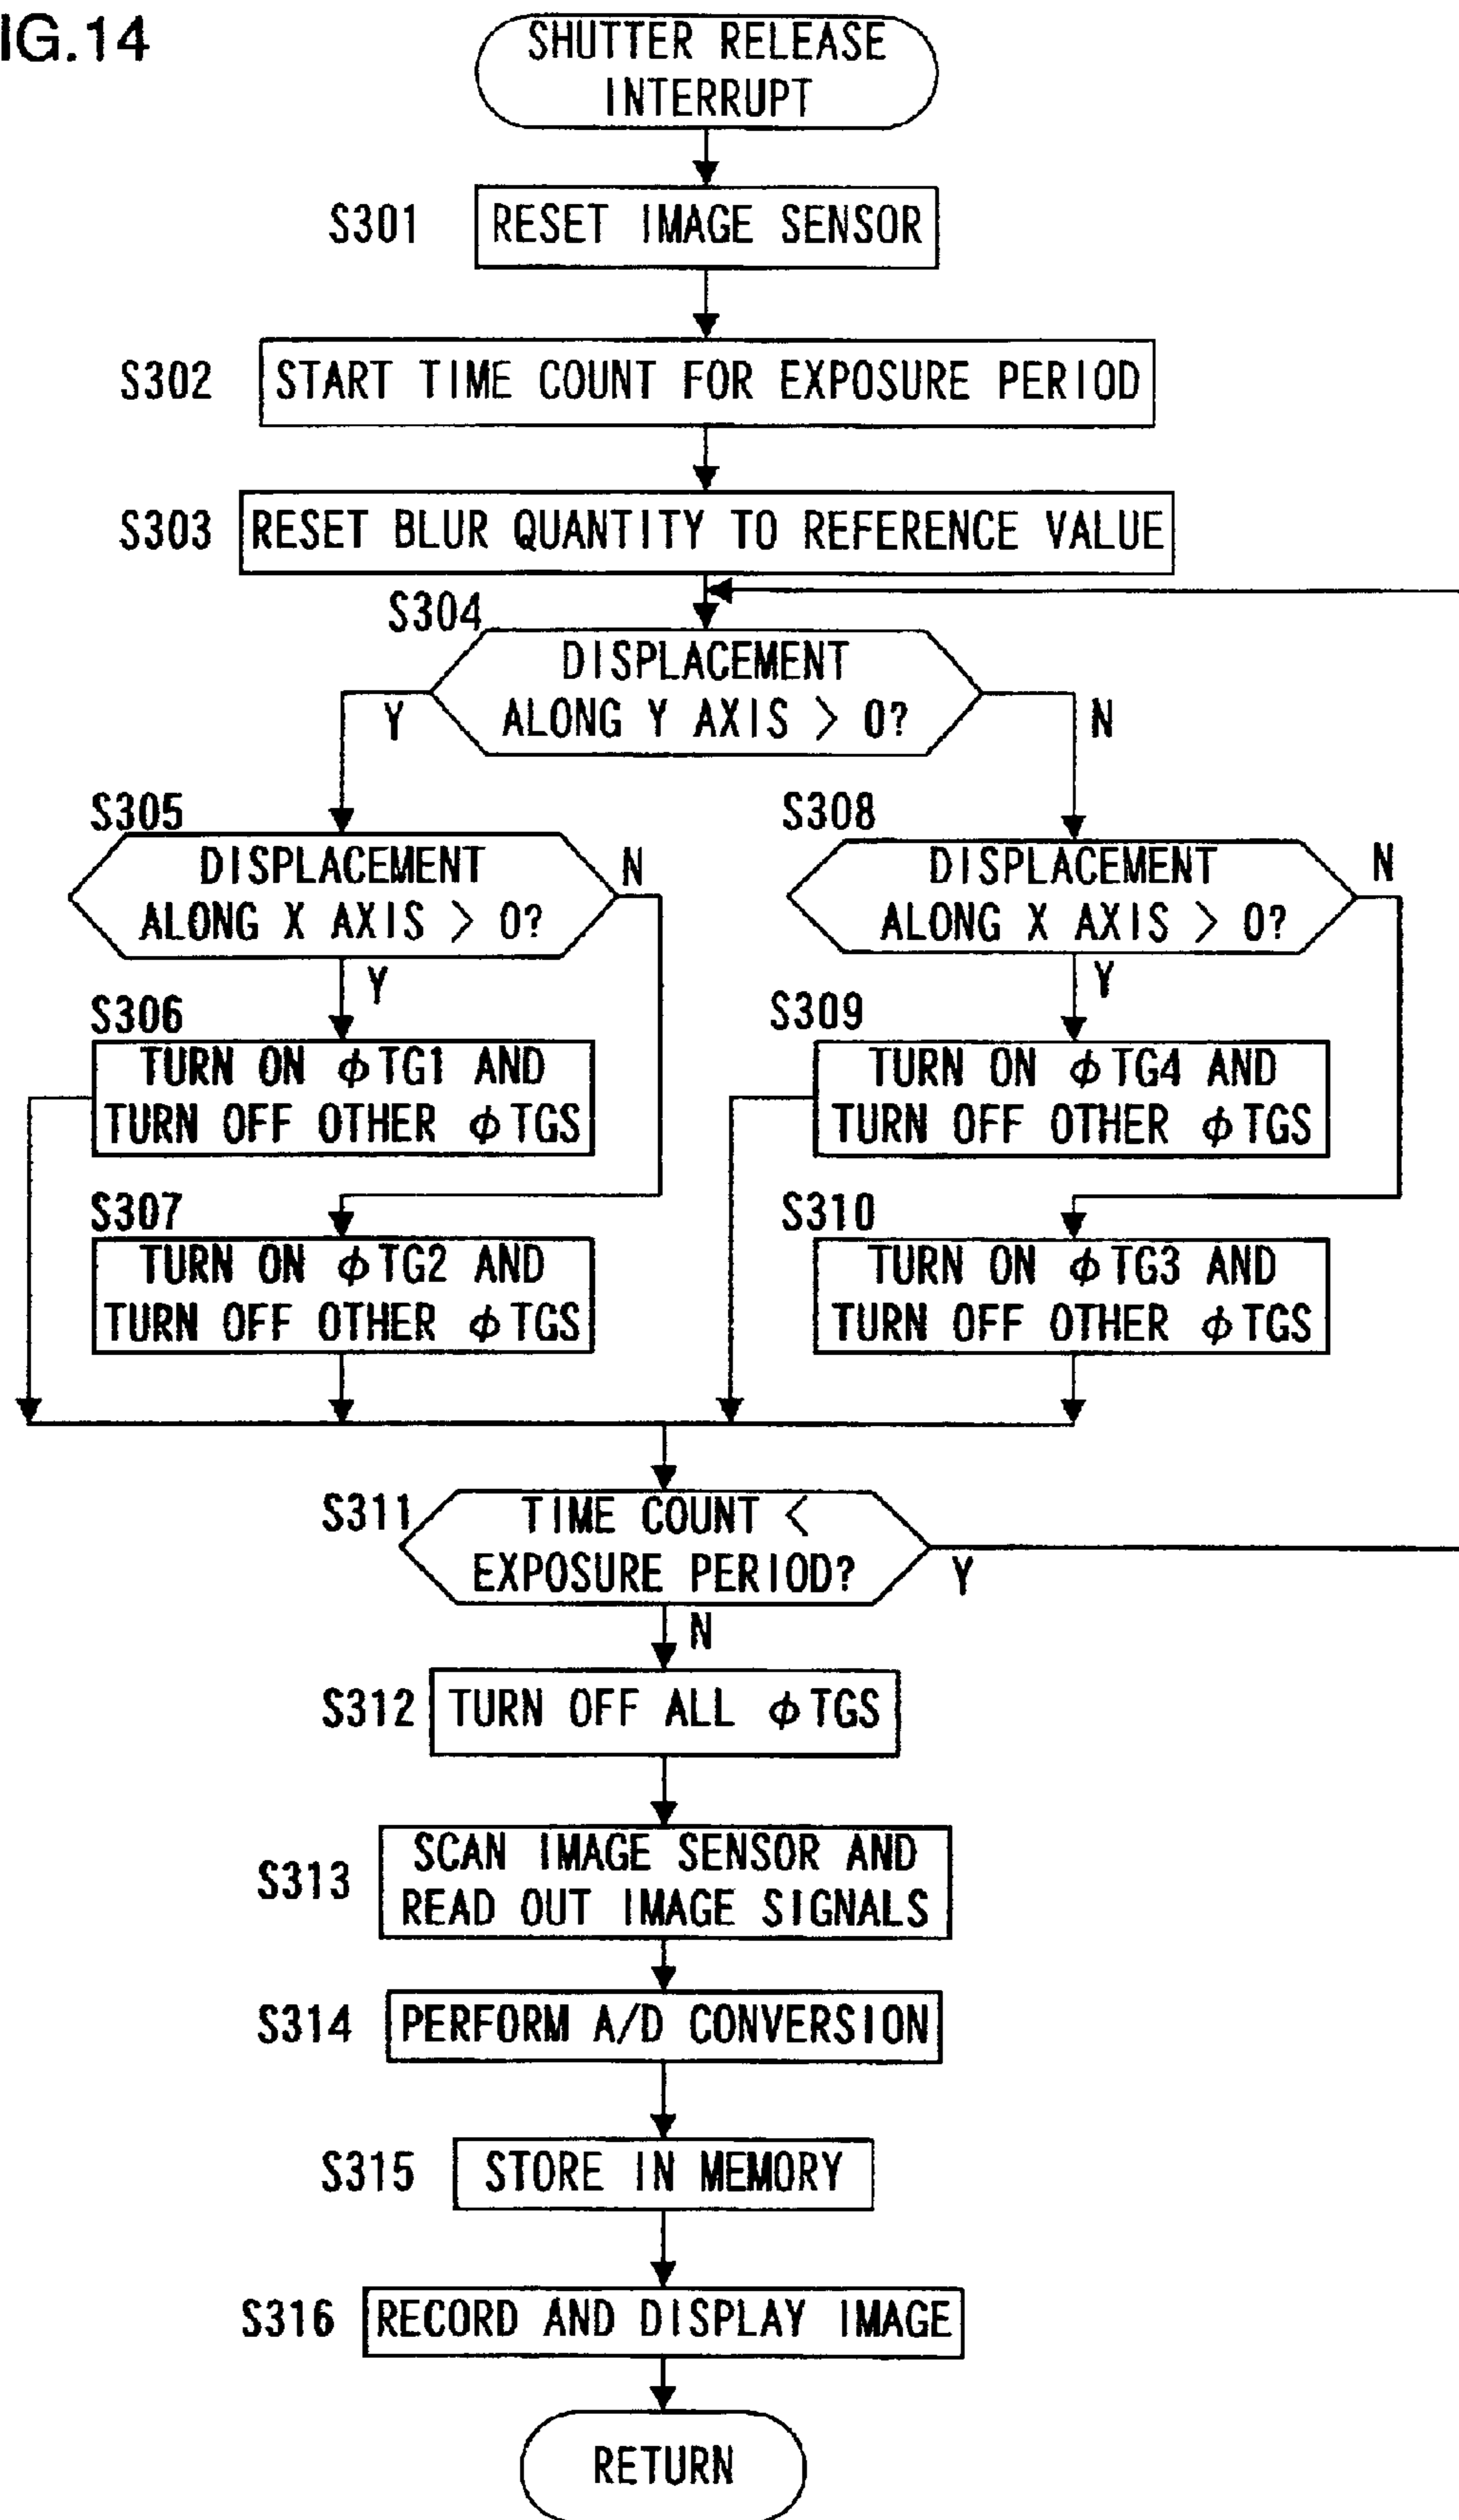 IG.14
SHUTTER RELEASE
INTERRUPT
S301
RESET IMAGE SENSOR
S302
START TIME COUNT FOR EXPOSURE PERIOD
S303
RESET BLUR QUANTITY TO REFERENCE VALUE
S304
DISPLACEMENT
ALONG Y AXIS > 0?
Y
N
S305
DISPLACEMENT
ALONG X AXIS > 0?
N
Y
S308
DISPLACEMENT
ALONG X AXIS > 0?
N
Y
S306
TURN ON ϕTG1 AND
TURN OFF OTHER ϕTGS
S309
TURN ON ϕTG4 AND
TURN OFF OTHER ϕTGS
S307
TURN ON ϕTG2 AND
TURN OFF OTHER ϕTGS
S310
TURN ON ϕTG3 AND
TURN OFF OTHER ϕTGS
S311
TIME COUNT <
EXPOSURE PERIOD?
Y
N
S312
TURN OFF ALL ϕTGS
S313
SCAN IMAGE SENSOR AND
READ OUT IMAGE SIGNALS
S314
PERFORM A/D CONVERSION
S315
STORE IN MEMORY
S316
RECORD AND DISPLAY IMAGE
RETURN